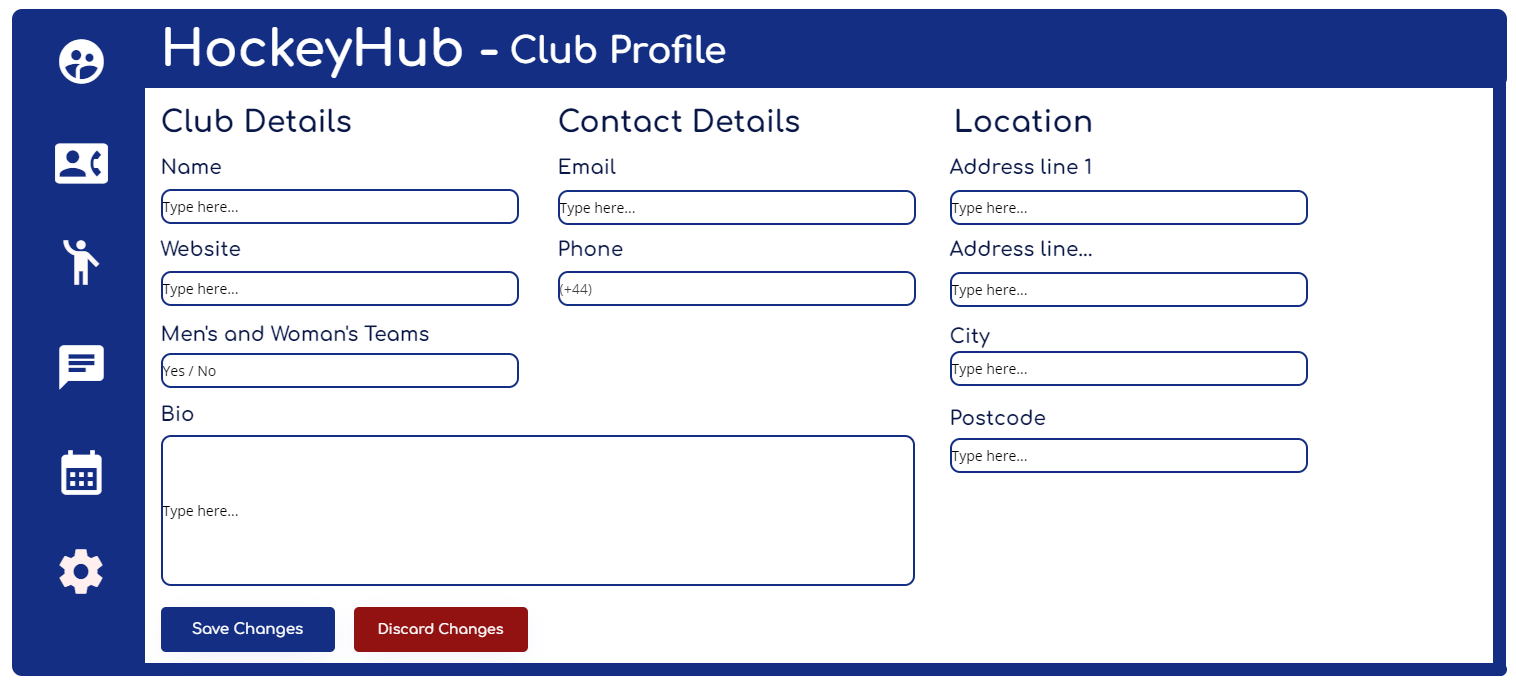 HockeyHub - Club Profile
Club Details
Name
Type here...
Website
Type here...
Men's and Woman's Teams
Yes / No
Bio
Type here...
Contact Details
Email
Type here...
Phone
(+44)
Location
Address line 1
Type here...
Address line...
Type here...
City
Type here...
Postcode
Type here...
Save Changes
Discard Changes